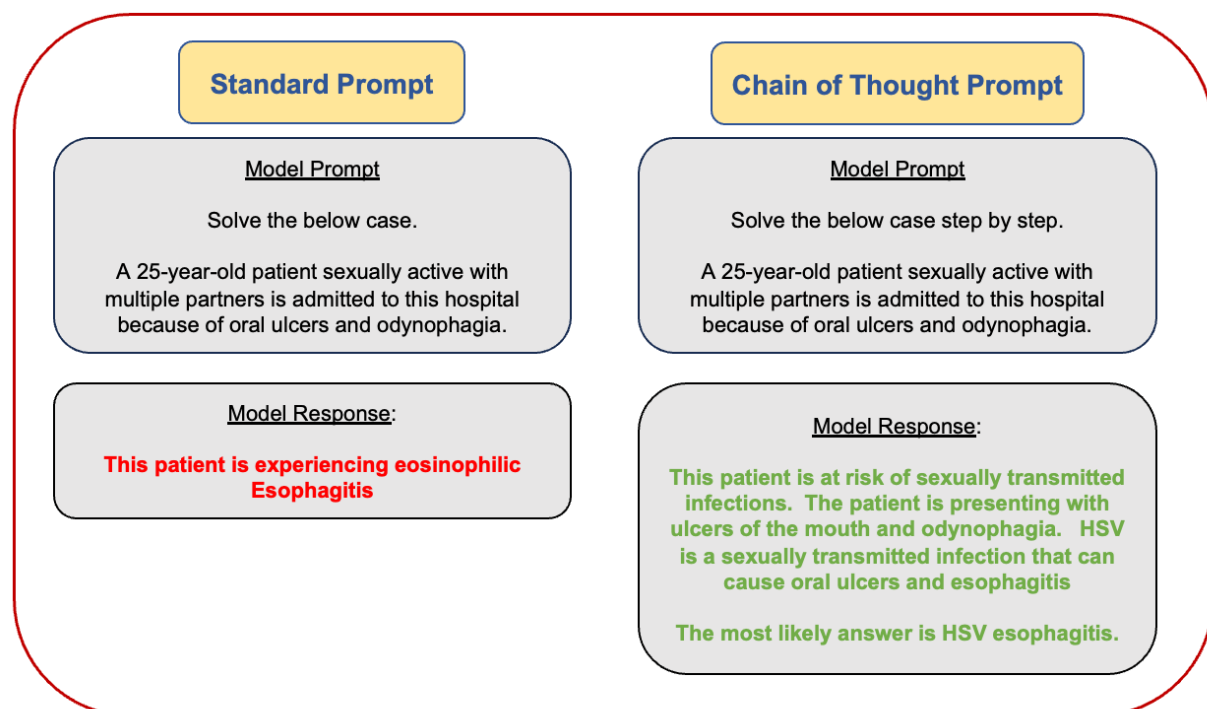 Standard Prompt
Model Prompt
Solve the below case.
A 25-year-old patient sexually active with
multiple partners is admitted to this hospital
because of oral ulcers and odynophagia.
Model Response:
This patient is experiencing eosinophilic
Esophagitis
Chain of Thought Prompt
Model Prompt
Solve the below case step by step.
A 25-year-old patient sexually active with
multiple partners is admitted to this hospital
because of oral ulcers and odynophagia.
Model Response:
This patient is at risk of sexually transmitted
infections.  The patient is presenting with
ulcers of the mouth and odynophagia.   HSV
is a sexually transmitted infection that can
cause oral ulcers and esophagitis
The most likely answer is HSV esophagitis.